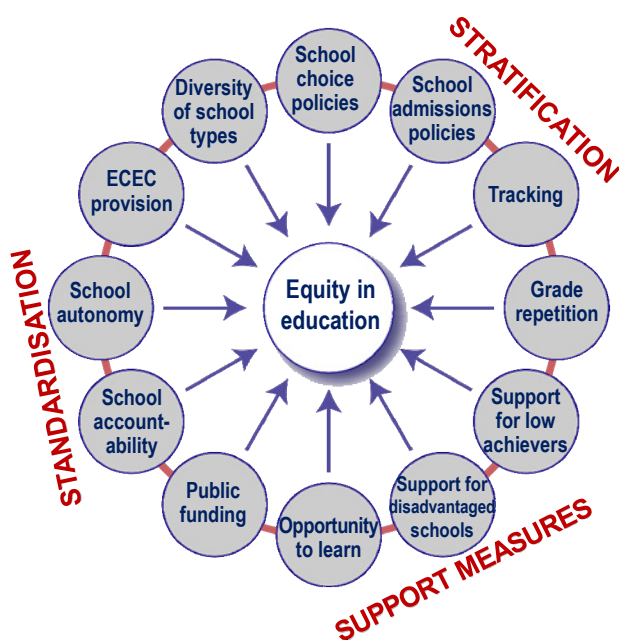 School
choice
policies
School
admissions
policies
STRATIFICATION
Tracking
Grade
repetition
Support
for low
achievers
Support for
disadvantaged
schools
SUPPORT MEASURES
Opportunity
to learn
Public
funding
School
account-
ability
STANDARDISATION
School
autonomy
ECEC
provision
Diversity
of school
types
Equity in
education